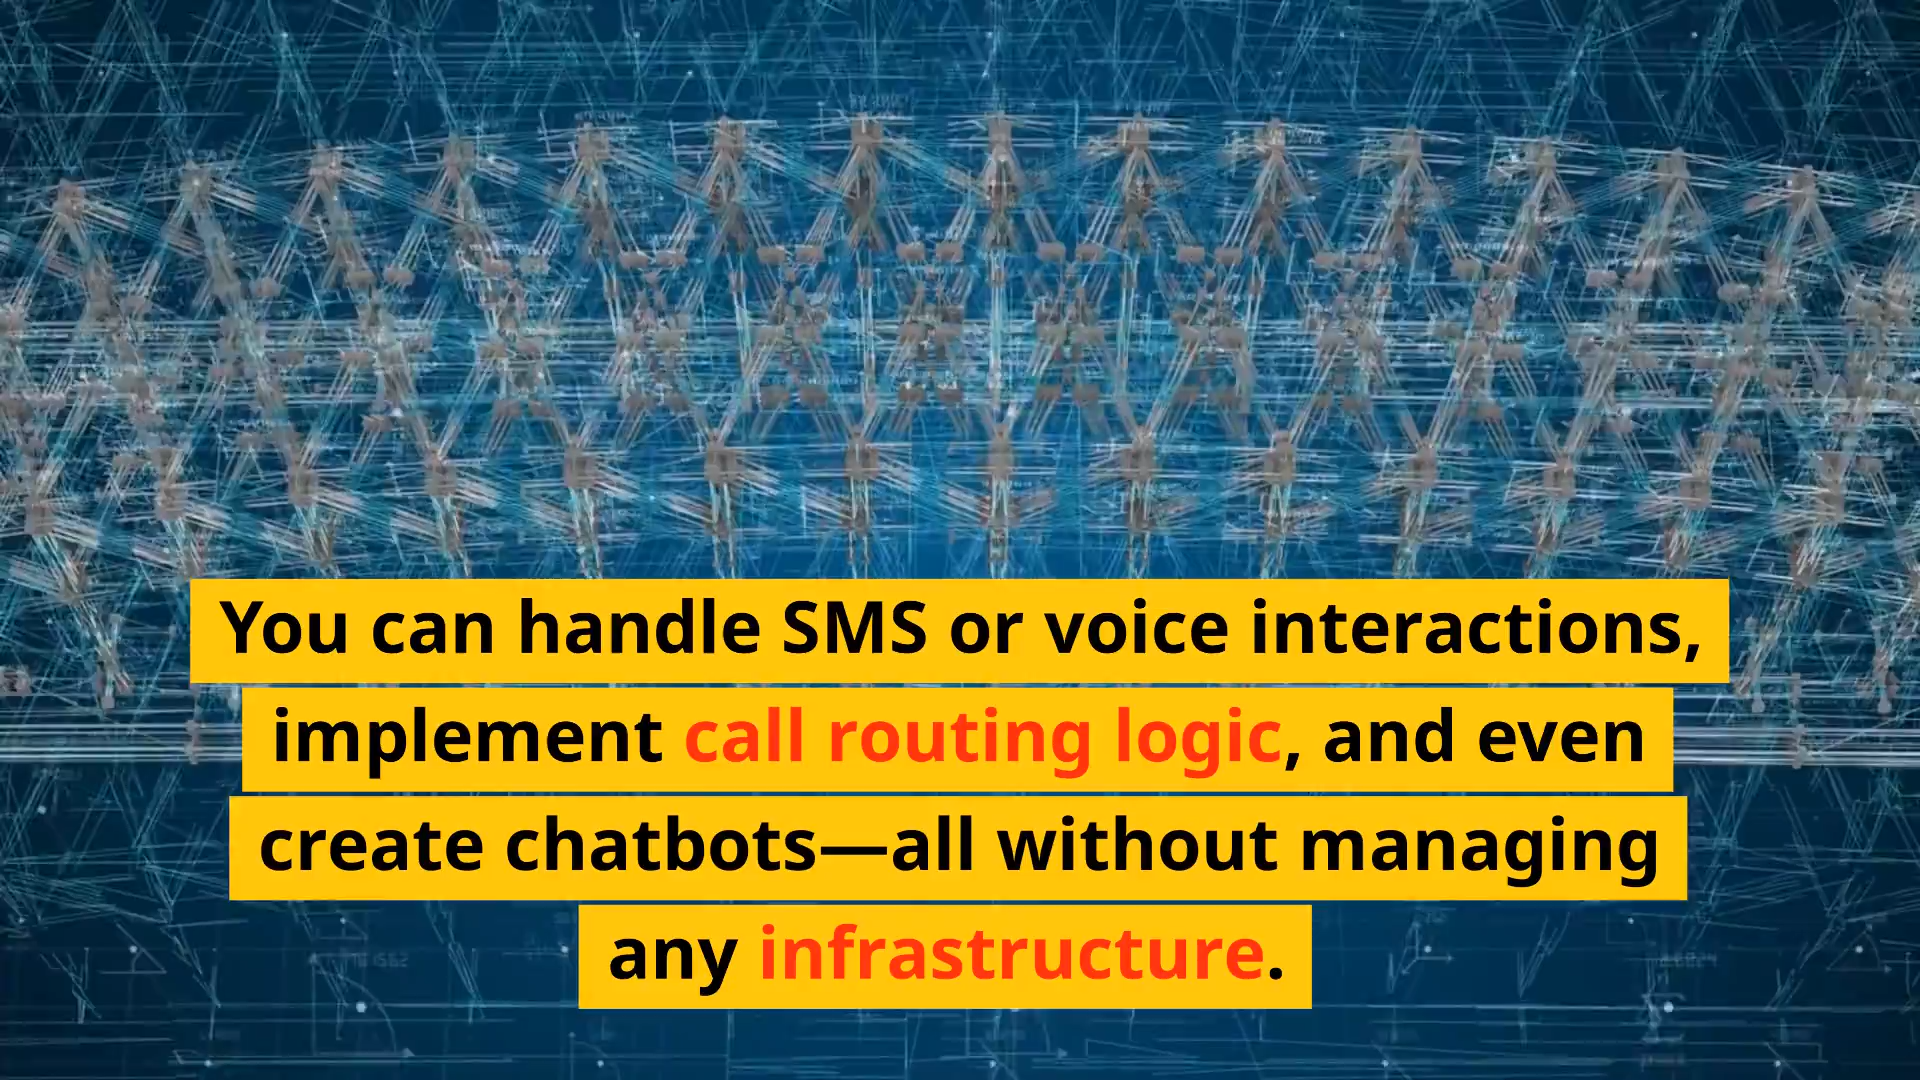 You can handle SMS or voice interactions,
implement call routing logic, and even
create chatbots—all without managing
any infrastructure.